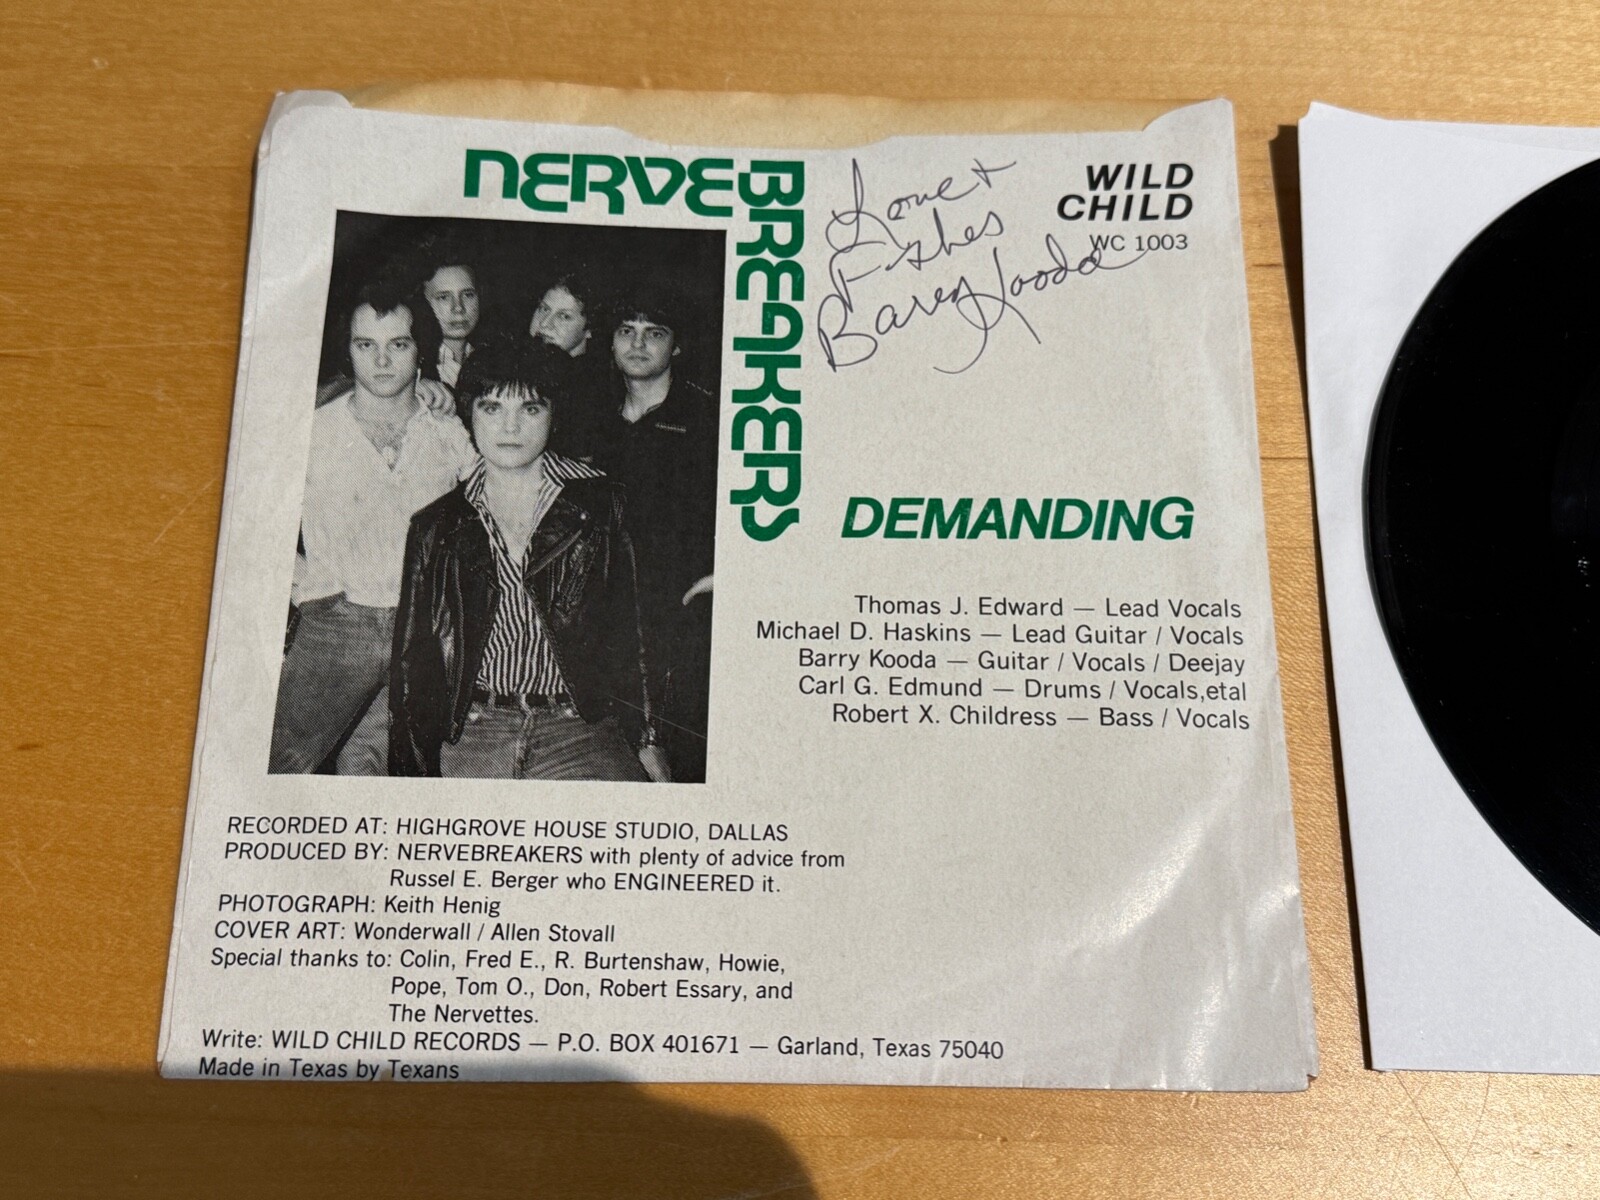 NERVE
BREAKERS
Love +
Fishes
Barry Kooda
WILD
CHILD
WC 1003
DEMANDING
Thomas J. Edward — Lead Vocals
Michael D. Haskins — Lead Guitar / Vocals
Barry Kooda — Guitar / Vocals / Deejay
Carl G. Edmund — Drums / Vocals,etal
Robert X. Childress — Bass / Vocals
RECORDED AT: HIGHGROVE HOUSE STUDIO, DALLAS
PRODUCED BY: NERVEBREAKERS with plenty of advice from
Russel E. Berger who ENGINEERED it.
PHOTOGRAPH: Keith Henig
COVER ART: Wonderwall / Allen Stovall
Special thanks to: Colin, Fred E., R. Burtenshaw, Howie,
Pope, Tom O., Don, Robert Essary, and
The Nervettes.
Write: WILD CHILD RECORDS — P.O. BOX 401671 — Garland, Texas 75040
Made in Texas by Texans